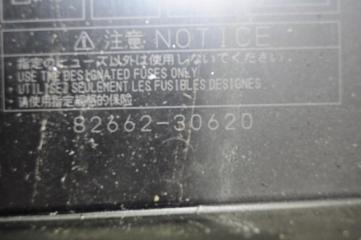 ⚠ 注意 NOTICE
指定のヒューズ以外は使用しないでください。
・USE THE DESIGNATED FUSES ONLY.
・UTILISEZ SEULEMENT LES FUSIBLES DESIGNES.
・请使用指定规格的保险
82662-30620